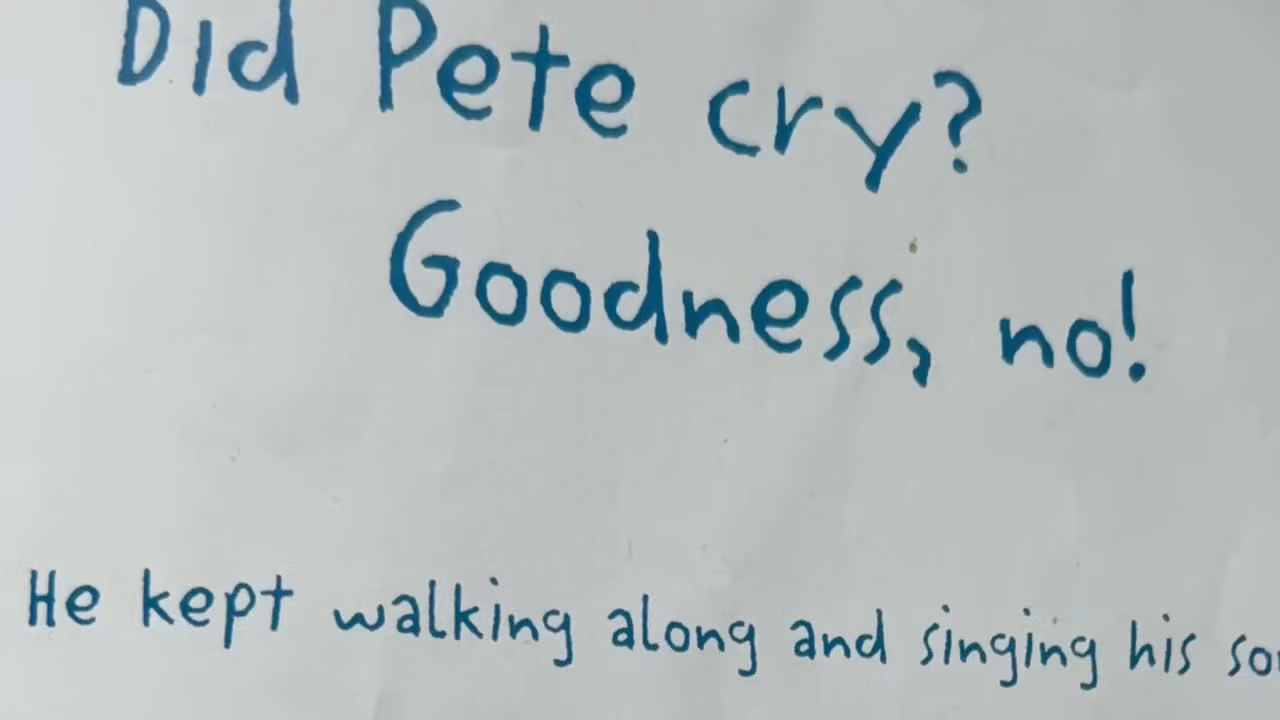 Did Pete cry?
Goodness, no!
He kept walking along and singing his